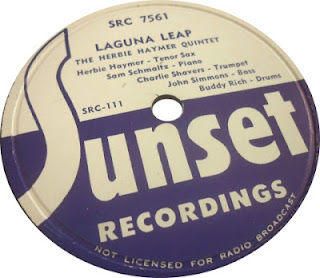 SRC 7561
LAGUNA LEAP
THE HERBIE HAYMER QUINTET
Herbie Haymer - Tenor Sax
Sam Schmaltz - Piano
Charlie Shavers - Trumpet
John Simmons - Bass
Buddy Rich - Drums
SRC-111
Sunset
RECORDINGS
NOT LICENSED FOR RADIO BROADCAST